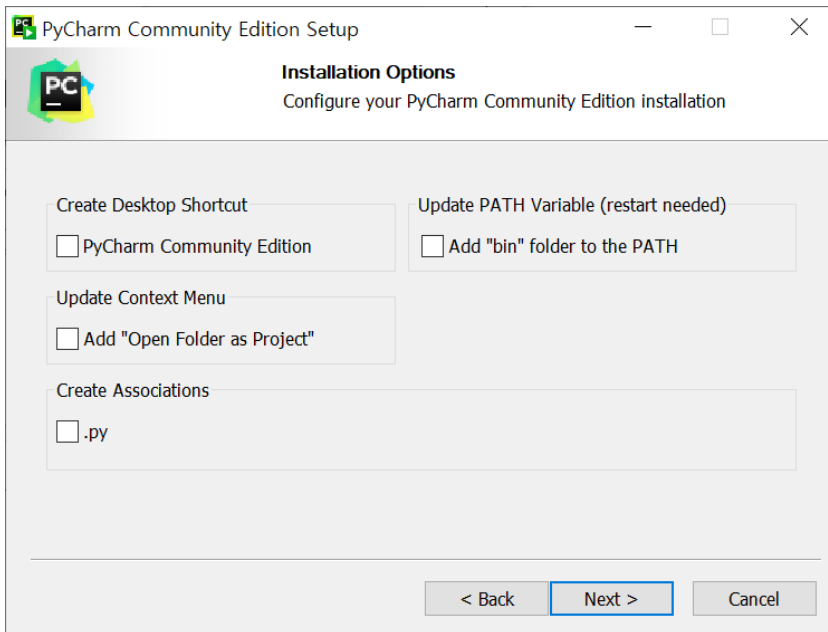 PyCharm Community Edition Setup
PC
Installation Options
Configure your PyCharm Community Edition installation
Create Desktop Shortcut
PyCharm Community Edition
Update PATH Variable (restart needed)
Add "bin" folder to the PATH
Update Context Menu
Add "Open Folder as Project"
Create Associations
.py
< Back
Next >
Cancel